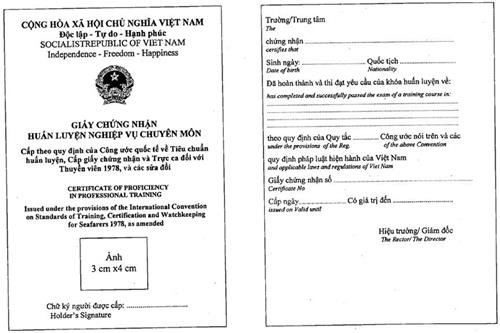 CỘNG HÒA XÃ HỘI CHỦ NGHĨA VIỆT NAM
Độc lập - Tự do - Hạnh phúc
SOCIALISTREPUBLIC OF VIET NAM
Independence - Freedom - Happiness
GIẤY CHỨNG NHẬN
HUẤN LUYỆN NGHIỆP VỤ CHUYÊN MÔN
Cấp theo quy định của Công ước quốc tế về Tiêu chuẩn
huấn luyện, Cấp giấy chứng nhận và Trực ca đối với
Thuyền viên 1978, và các sửa đổi
CERTIFICATE OF PROFICIENCY
IN PROFESSIONAL TRAINING
Issued under the provisions of the International Convention
on Standards of Training, Certification and Watchkeeping
for Seafarers 1978, as amended
Ảnh
3 cm x4 cm
Chữ ký người được cấp: ........................
Holder's Signature
Trường/Trung tâm
The
chứng nhận ........................
certifies that
Sinh ngày: ............ Quốc tịch ............
Date of birth Nationality
Đã hoàn thành và thi đạt yêu cầu của khóa huấn luyện về:
has completed and successfully passed the exam of a training course in:
theo quy định của Quy tắc ............ Công ước nói trên và các
under the provisions of the Reg. of the above Convention
quy định pháp luật hiện hành của Việt Nam
and applicable laws and regulations of Viet Nam
Giấy chứng nhận số ........................
Certificate No
Cấp ngày ............ Có giá trị đến ............
issued on Valid until
Hiệu trưởng/ Giám đốc
The Rector/ The Director